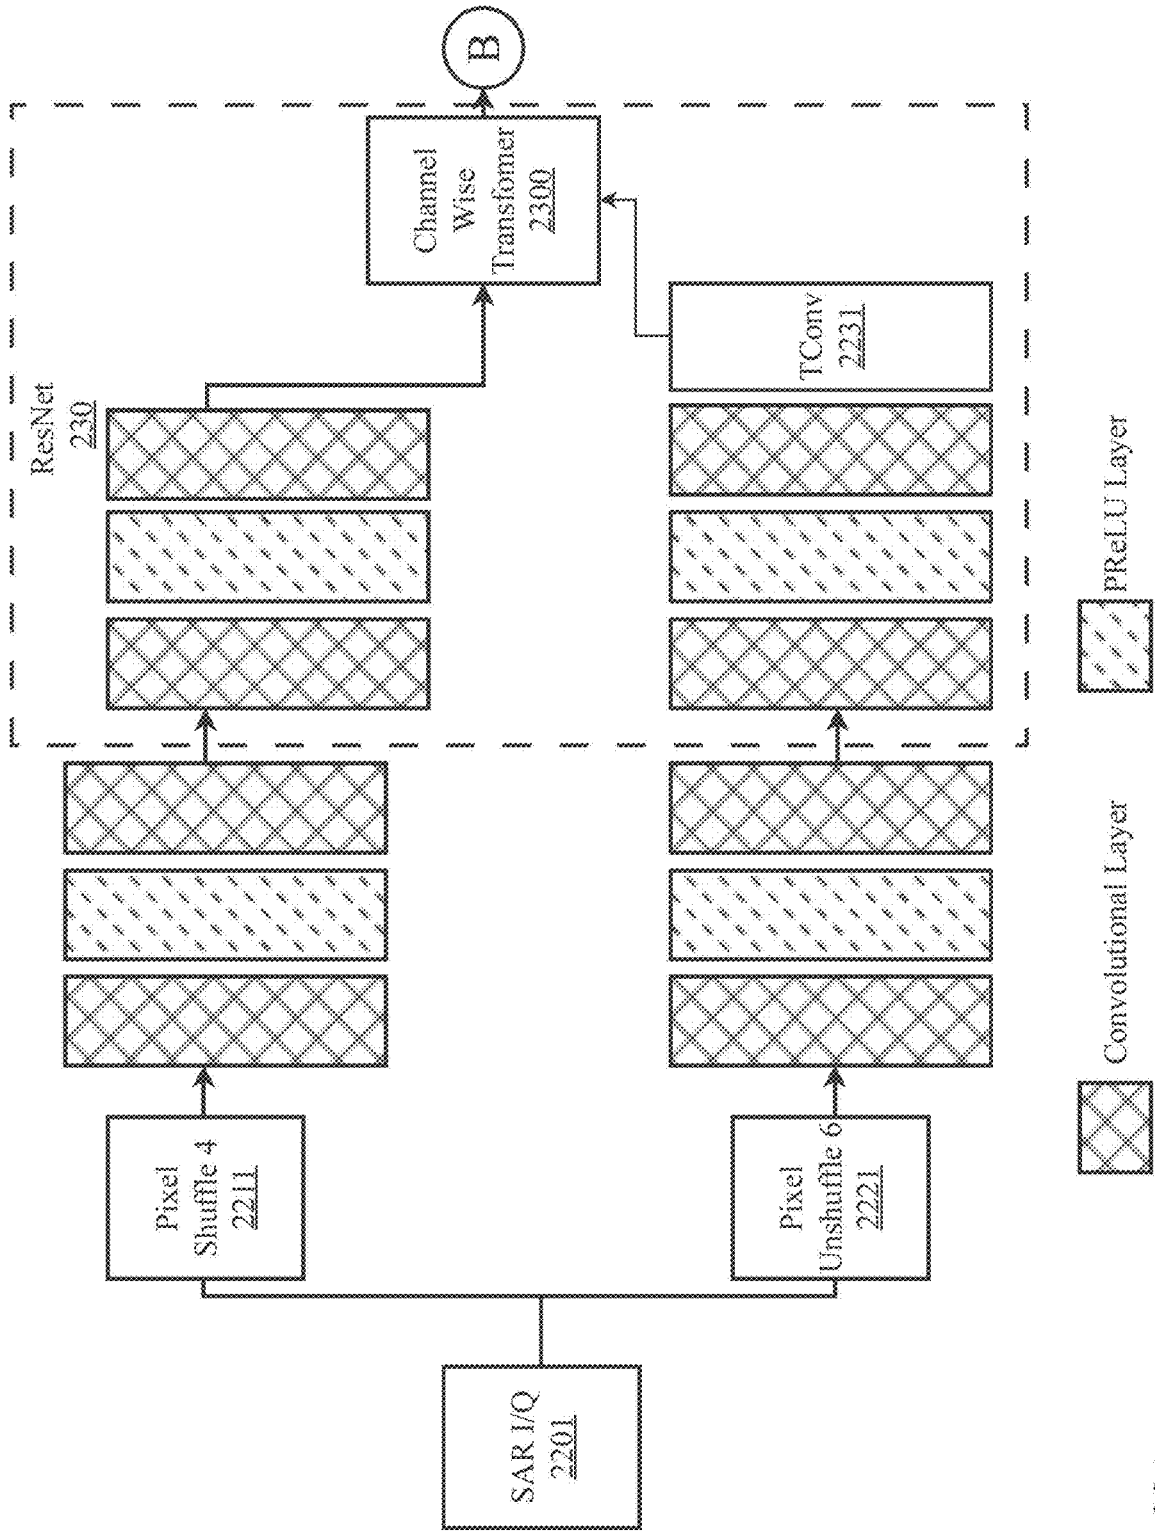 SAR I/Q
2201
Pixel
Shuffle 4
2211
Pixel
Unshuffle 6
2221
ResNet
230
TConv
2231
Channel
Wise
Transfomer
2300
B
Convolutional Layer
PReLU Layer